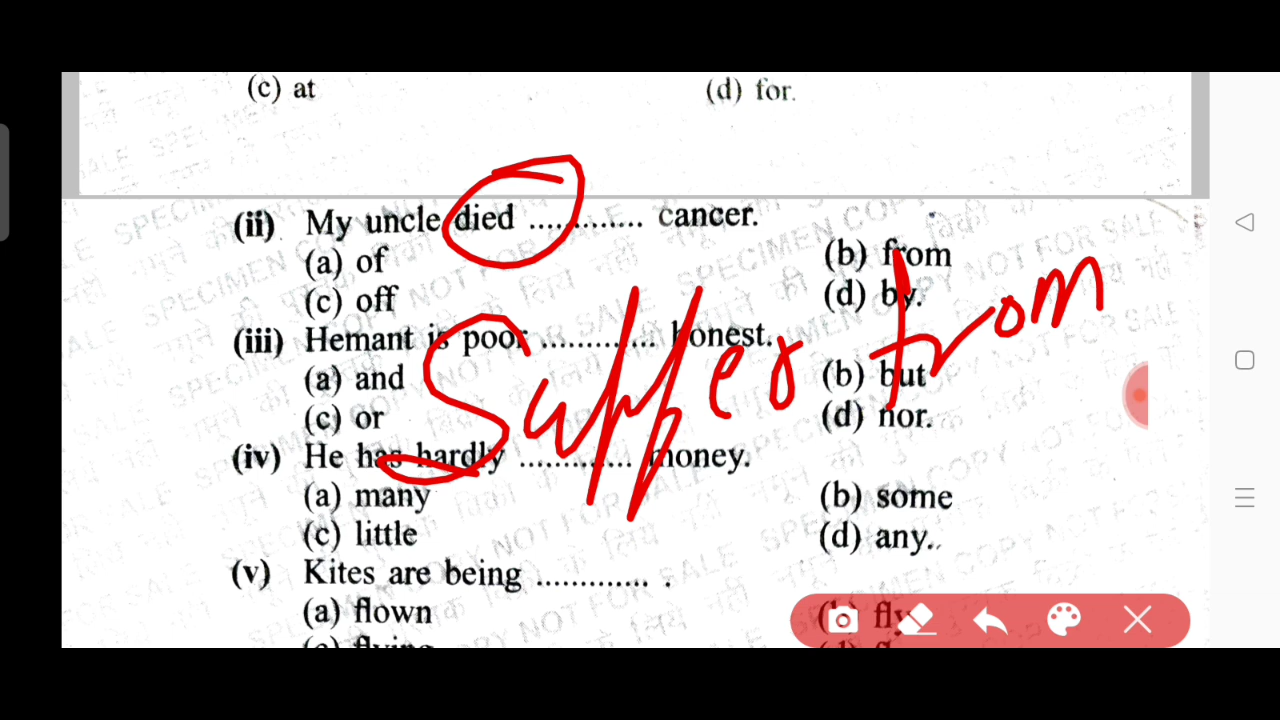 (c) at (d) for.
(ii) My uncle died ............ cancer.
(a) of (b) from
(c) off (d) by.
(iii) Hemant is poor ............ honest.
(a) and (b) but
(c) or (d) nor.
Suffer from
(iv) He has hardly ............ money.
(a) many (b) some
(c) little (d) any..
(v) Kites are being ............ .
(a) flown (b) fly